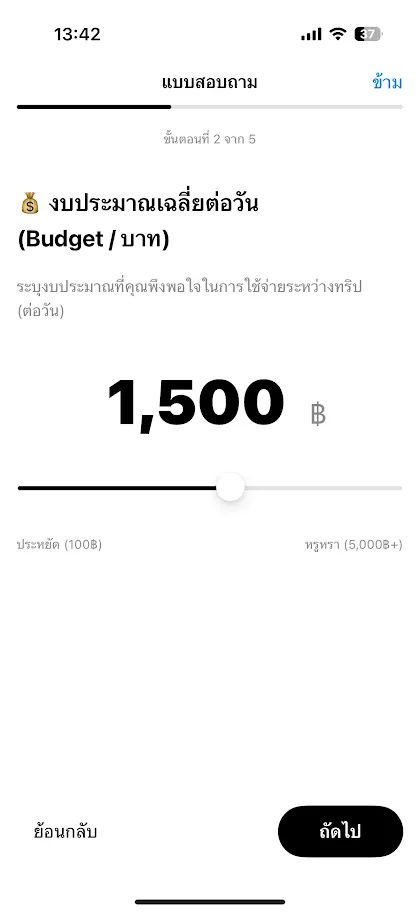 13:42
37
แบบสอบถาม
ข้าม
ขั้นตอนที่ 2 จาก 5
💰 งบประมาณเฉลี่ยต่อวัน
(Budget / บาท)
ระบุงบประมาณที่คุณพึงพอใจในการใช้จ่ายระหว่างทริป
(ต่อวัน)
1,500 ฿
ประหยัด (100฿)
หรูหรา (5,000฿+)
ย้อนกลับ
ถัดไป